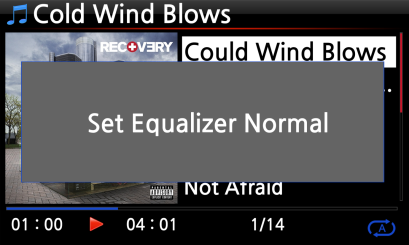 Cold Wind Blows
RECOVERY
Could Wind Blows
..
Set Equalizer Normal
Not Afraid
01 : 00
04 : 01
1/14
A